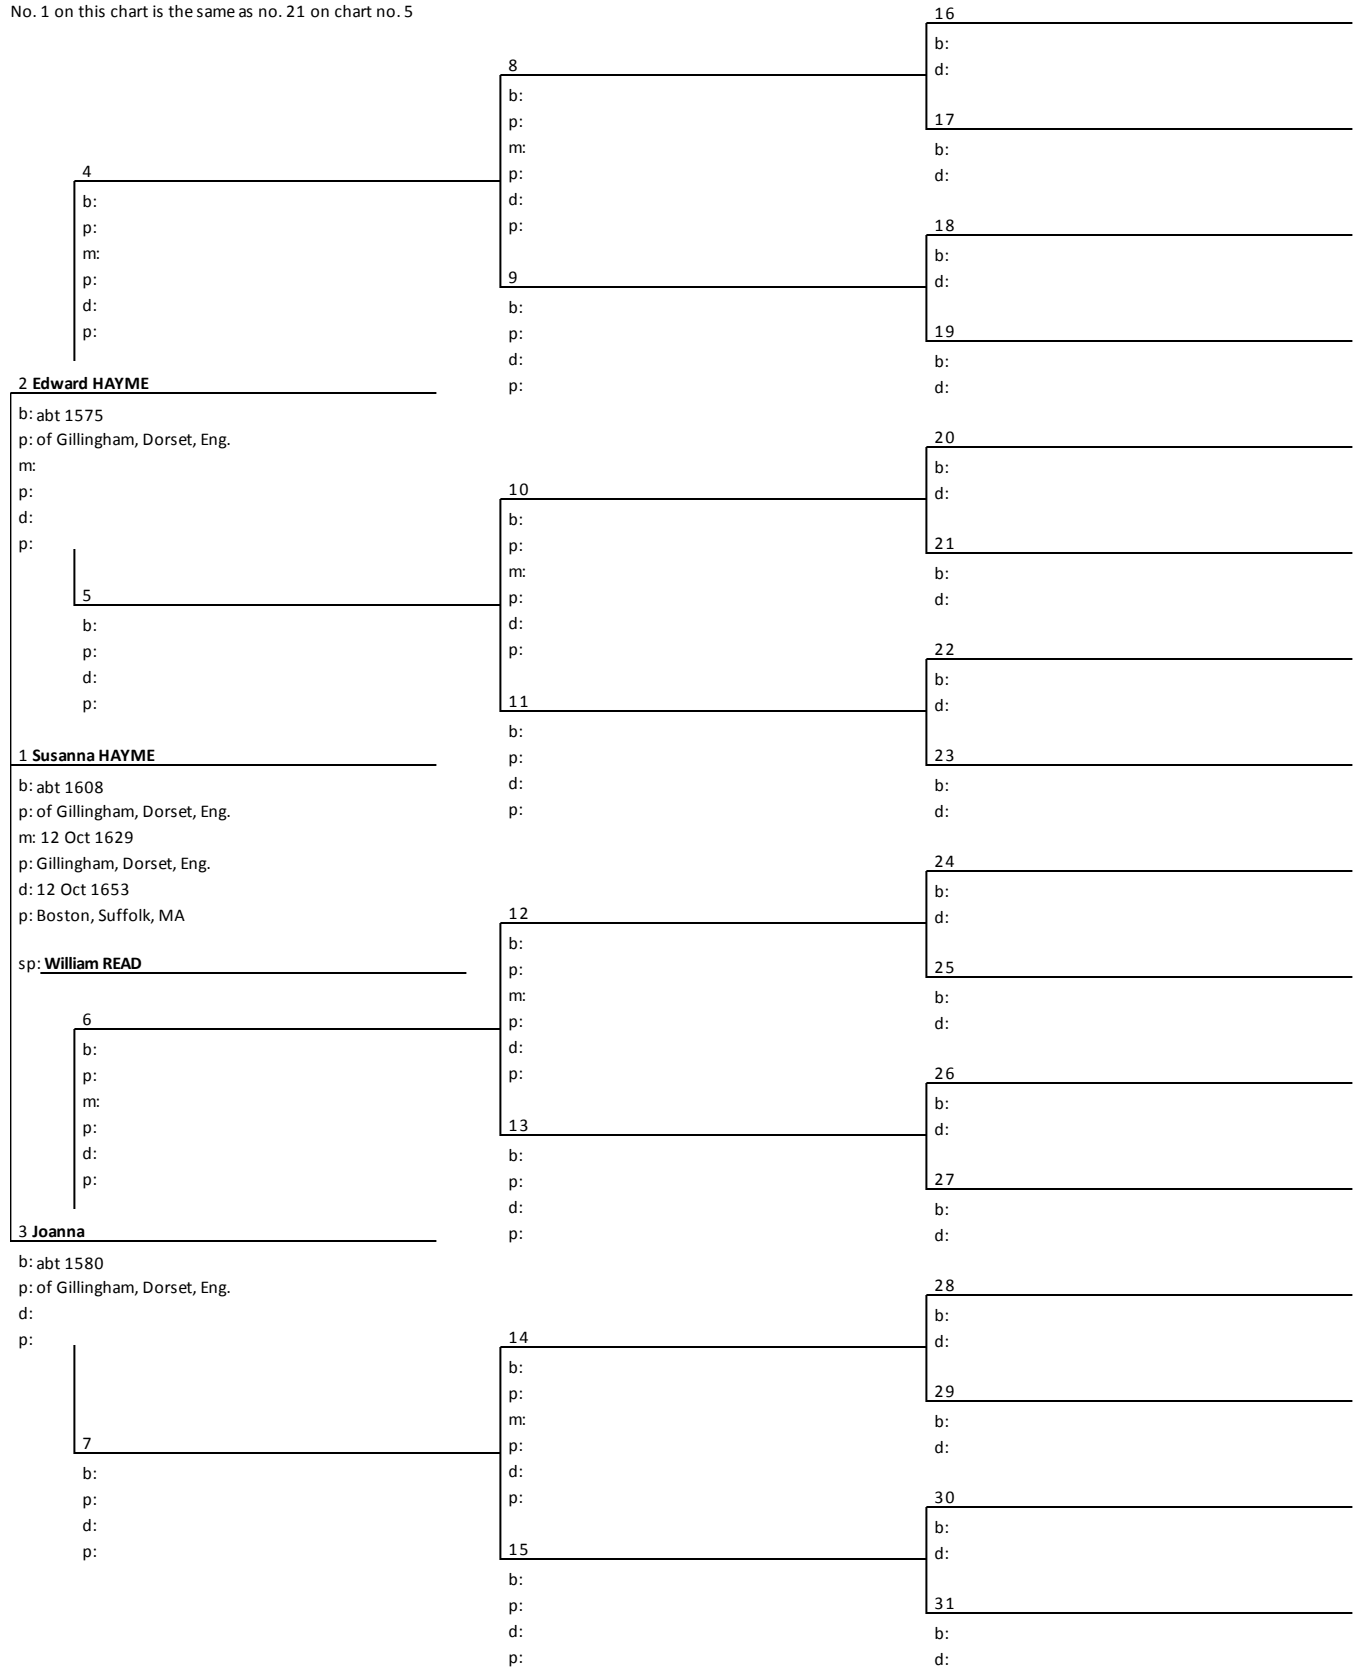 No. 1 on this chart is the same as no. 21 on chart no. 5
4
b:
p:
m:
p:
d:
p:
2 Edward HAYME
b: abt 1575
p: of Gillingham, Dorset, Eng.
m:
p:
d:
p:
5
b:
p:
d:
p:
1 Susanna HAYME
b: abt 1608
p: of Gillingham, Dorset, Eng.
m: 12 Oct 1629
p: Gillingham, Dorset, Eng.
d: 12 Oct 1653
p: Boston, Suffolk, MA
sp: William READ
6
b:
p:
m:
p:
d:
p:
3 Joanna
b: abt 1580
p: of Gillingham, Dorset, Eng.
d:
p:
7
b:
p:
d:
p:
8
b:
p:
m:
p:
d:
p:
9
b:
p:
d:
p:
10
b:
p:
m:
p:
d:
p:
11
b:
p:
d:
p:
12
b:
p:
m:
p:
d:
p:
13
b:
p:
d:
p:
14
b:
p:
m:
p:
d:
p:
15
b:
p:
d:
p:
16
b:
d:
17
b:
d:
18
b:
d:
19
b:
d:
20
b:
d:
21
b:
d:
22
b:
d:
23
b:
d:
24
b:
d:
25
b:
d:
26
b:
d:
27
b:
d:
28
b:
d:
29
b:
d:
30
b:
d:
31
b:
d: